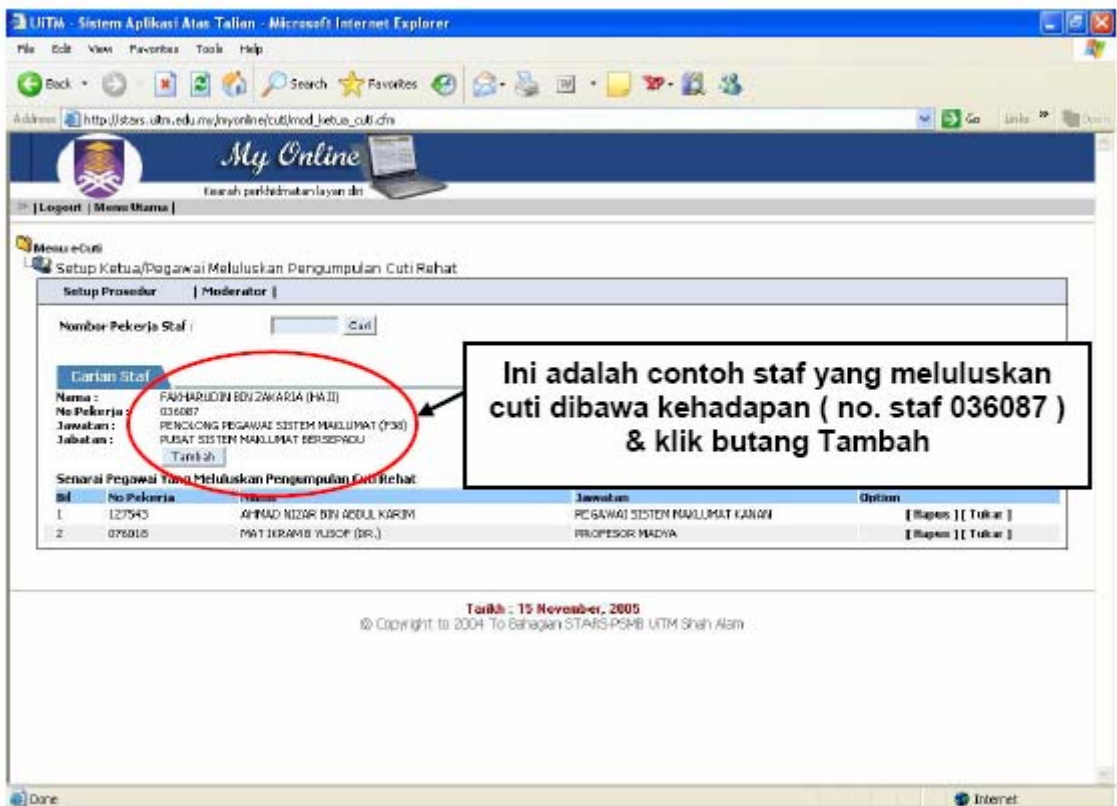 UiTM - Sistem Aplikasi Atas Talian - Microsoft Internet Explorer
File Edit View Favorites Tools Help
Back Search Favorites
Address http://stars.uitm.edu.my/myonline/cuti/mod_ketua_cuti.cfm Go Links
My Online
Kearah perkhidmatan layan diri
| Logout | Menu Utama |
Menu eCuti
Setup Ketua/Pegawai Meluluskan Pengumpulan Cuti Rehat
Setup Prosedur | Moderator |
Nombor Pekerja Staf : Cari
Carian Staf
Nama : FAKHARUDIN BIN ZAKARIA (HAJI)
No Pekerja : 036087
Jawatan : PENOLONG PEGAWAI SISTEM MAKLUMAT (F38)
Jabatan : PUSAT SISTEM MAKLUMAT BERSEPADU
Tambah
Ini adalah contoh staf yang meluluskan
cuti dibawa kehadapan ( no. staf 036087 )
& klik butang Tambah
Senarai Pegawai Yang Meluluskan Pengumpulan Cuti Rehat
Bil No Pekerja Nama Jawatan Option
1 127543 AHMAD NIZAR BIN ABDUL KARIM PEGAWAI SISTEM MAKLUMAT KANAN [ Hapus ] [ Tukar ]
2 076018 MAT IKRAM B YUSOF (DR.) PROFESOR MADYA [ Hapus ] [ Tukar ]
Tarikh : 15 November, 2005
© Copyright to 2004 To Bahagian STARS-PSMB UiTM Shah Alam
Done Internet